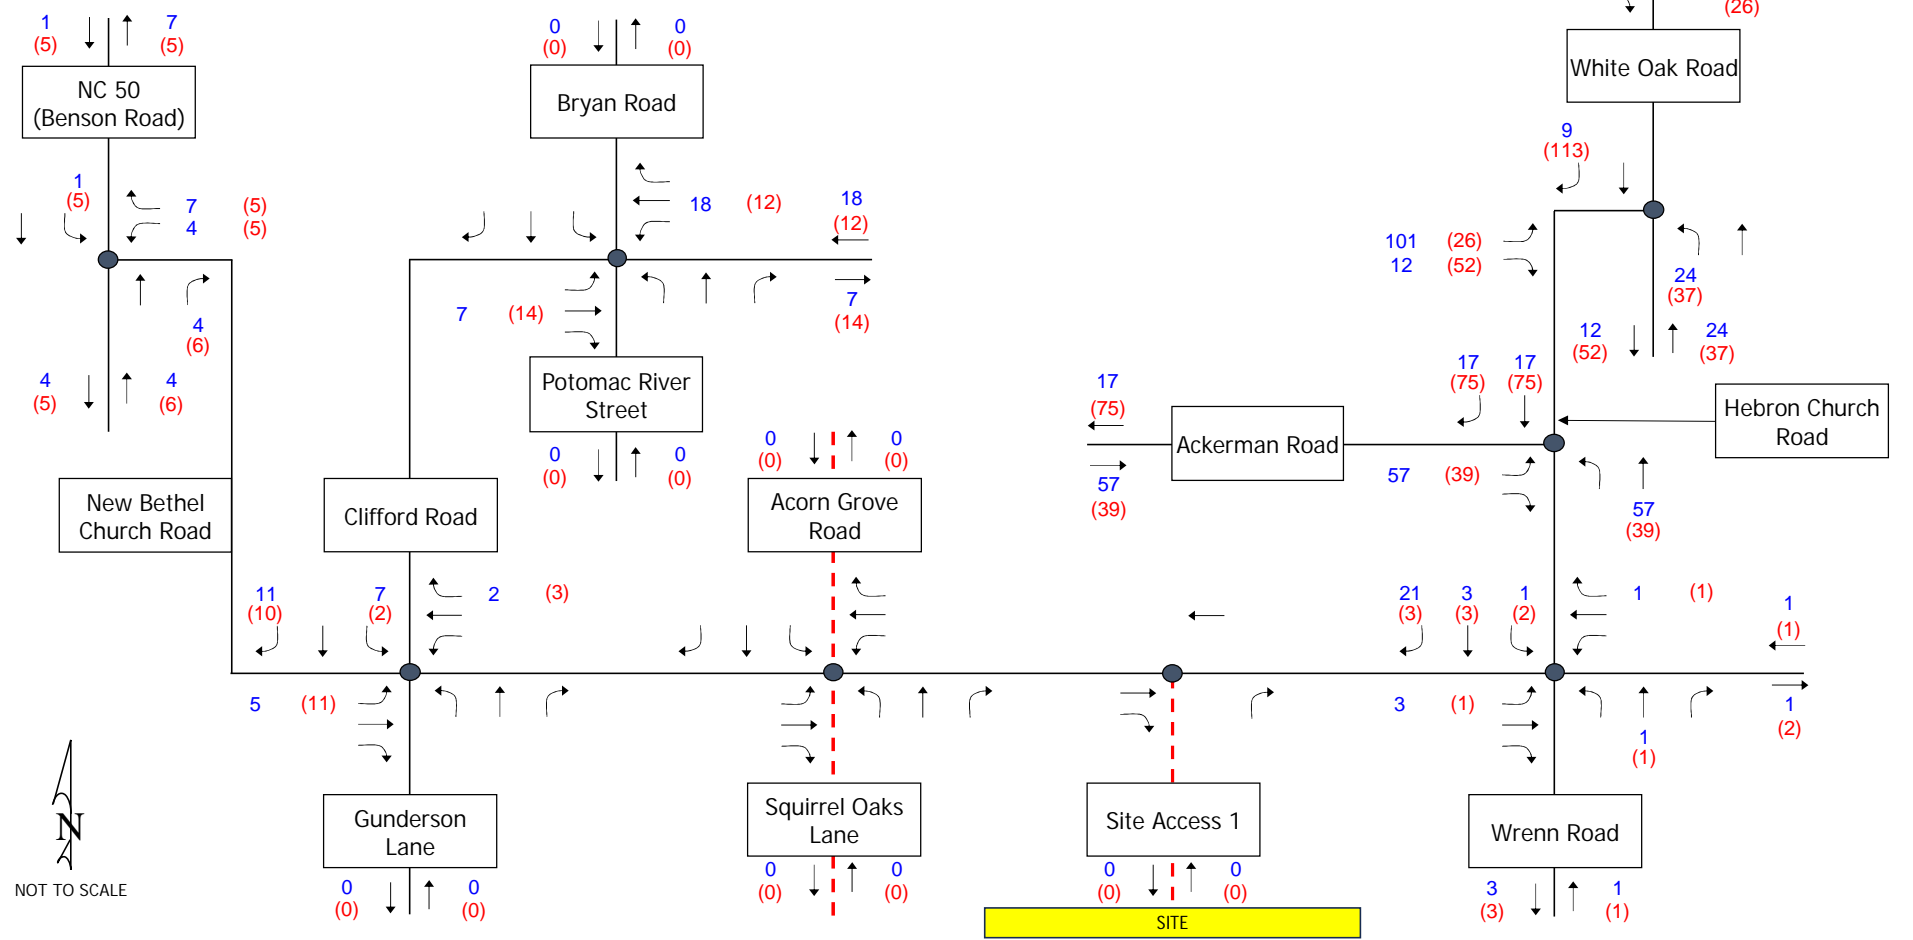 (26)
1 7
(5) (5)
0 0
(0) (0)
NC 50
(Benson Road)
Bryan Road
White Oak Road
9
(113)
1
(5)
7 (5)
4 (5)
18 (12)
18
(12)
101 (26)
12 (52)
24
(37)
7 (14)
7
(14)
4
(6)
12 24
(52) (37)
4 4
(5) (6)
Potomac River
Street
17 17
(75) (75)
17
(75)
Ackerman Road
Hebron Church
Road
0 0
(0) (0)
0 0
(0) (0)
57 (39)
57
(39)
57
(39)
New Bethel
Church Road
Clifford Road
Acorn Grove
Road
11 7
(10) (2)
2 (3)
21 3 1
(3) (3) (2)
1 (1)
1
(1)
5 (11)
3 (1)
1
(1)
1
(2)
N
NOT TO SCALE
Gunderson
Lane
Squirrel Oaks
Lane
Site Access 1
Wrenn Road
0 0
(0) (0)
0 0
(0) (0)
0 0
(0) (0)
3 1
(3) (1)
SITE